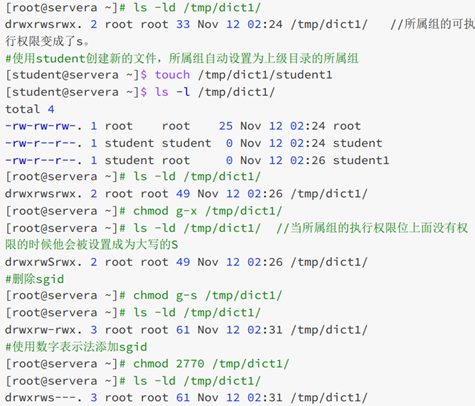 [root@servera ~]# ls -ld /tmp/dict1/
drwxrwsrwx. 2 root root 33 Nov 12 02:24 /tmp/dict1/   //所属组的可执
行权限变成了s。
#使用student创建新的文件，所属组自动设置为上级目录的所属组
[student@servera ~]$ touch /tmp/dict1/student1
[student@servera ~]$ ls -l /tmp/dict1/
total 4
-rw-rw-rw-. 1 root    root    25 Nov 12 02:24 root
-rw-r--r--. 1 student student  0 Nov 12 02:24 student
-rw-r--r--. 1 student root     0 Nov 12 02:26 student1
[root@servera ~]# ls -ld /tmp/dict1/
drwxrwsrwx. 2 root root 49 Nov 12 02:26 /tmp/dict1/
[root@servera ~]# chmod g-x /tmp/dict1/
[root@servera ~]# ls -ld /tmp/dict1/  //当所属组的执行权限位上面没有权
限的时候他会被设置成为大写的S
drwxrwSrwx. 2 root root 49 Nov 12 02:26 /tmp/dict1/
#删除sgid
[root@servera ~]# chmod g-s /tmp/dict1/
[root@servera ~]# ls -ld /tmp/dict1/
drwxrw-rwx. 3 root root 61 Nov 12 02:31 /tmp/dict1/
#使用数字表示法添加sgid
[root@servera ~]# chmod 2770 /tmp/dict1/
[root@servera ~]# ls -ld /tmp/dict1/
drwxrws---. 3 root root 61 Nov 12 02:31 /tmp/dict1/